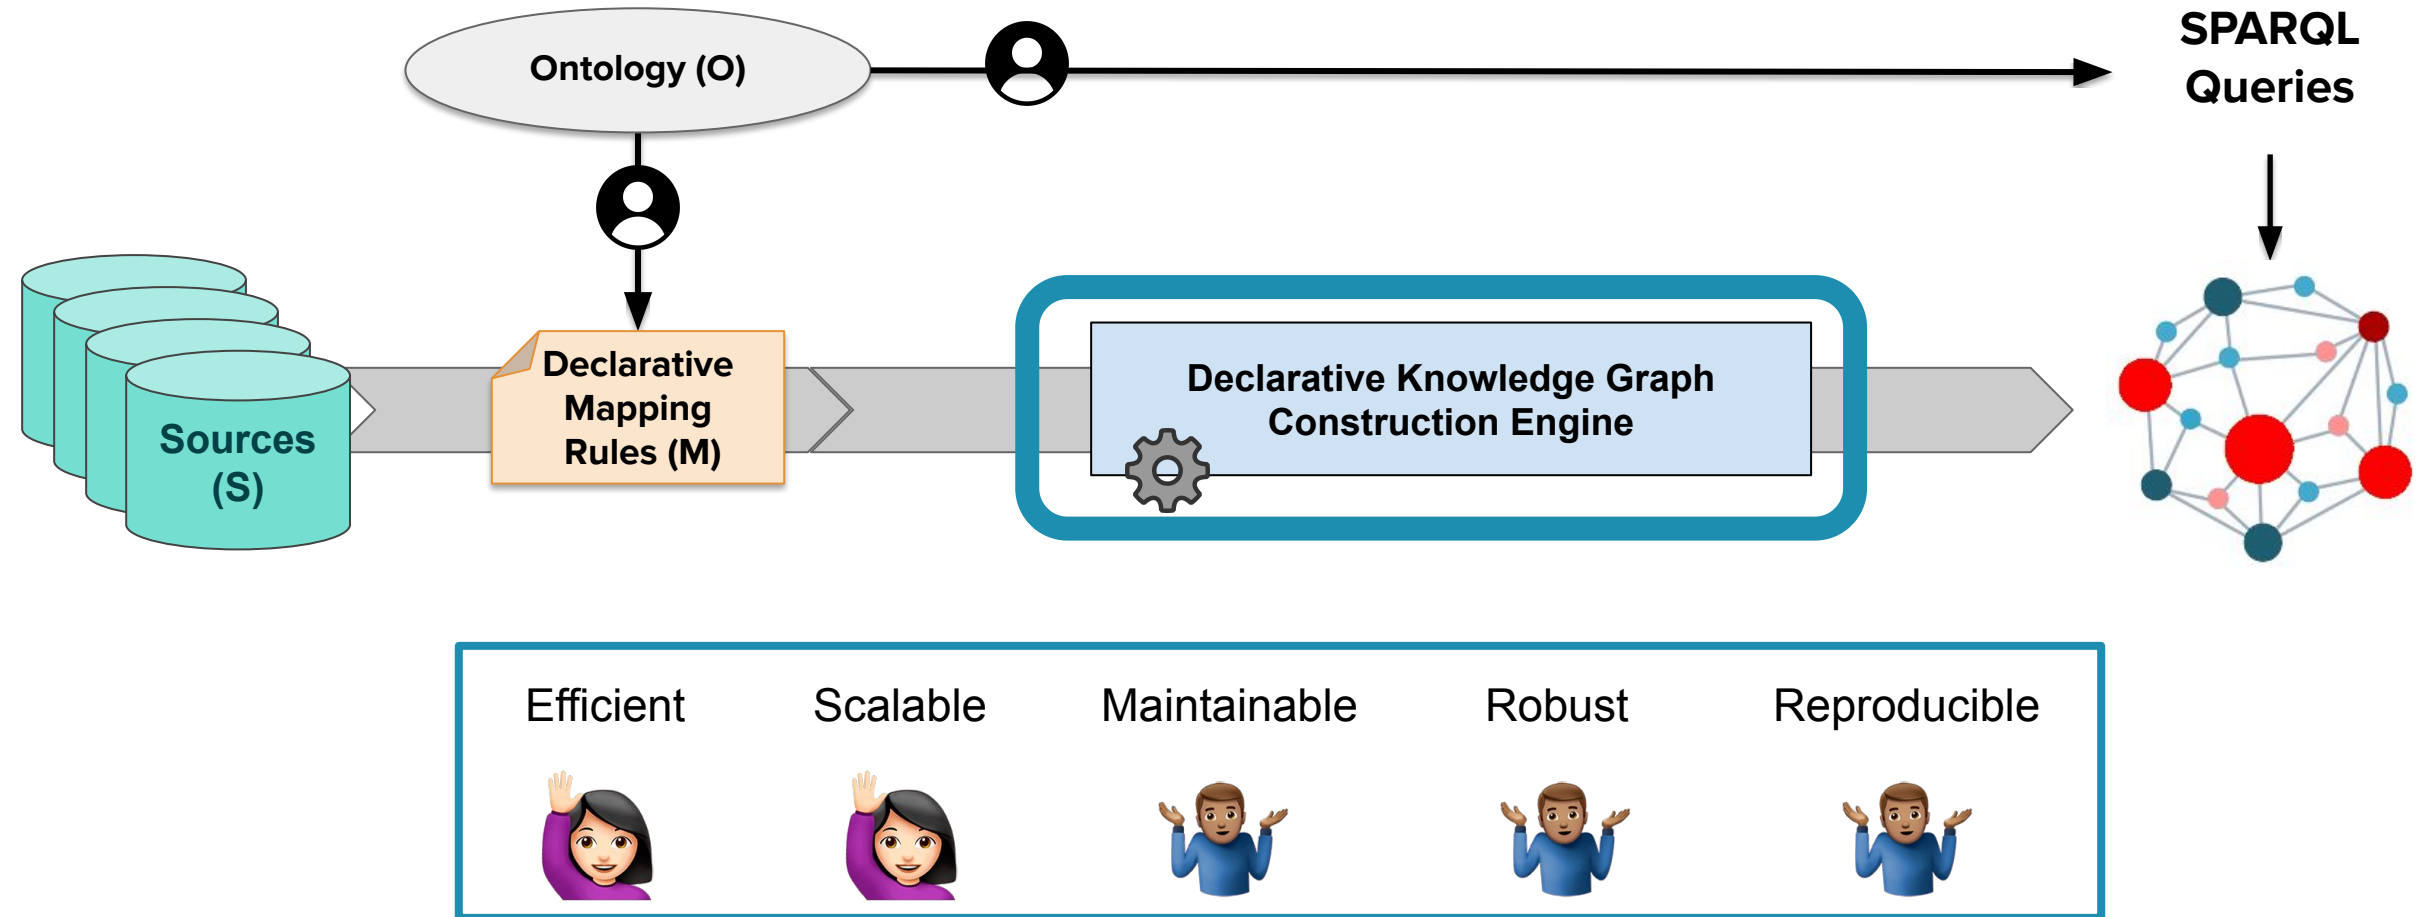 Ontology (O)
SPARQL
Queries
Sources
(S)
Declarative
Mapping
Rules (M)
Declarative Knowledge Graph
Construction Engine
Efficient
Scalable
Maintainable
Robust
Reproducible